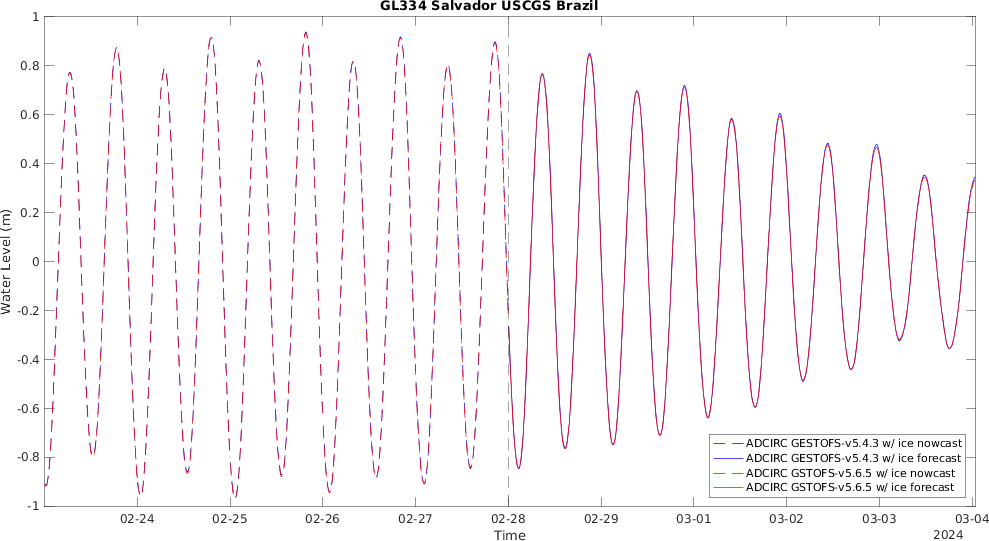 GL334 Salvador USCGS Brazil
Water Level (m)
1
0.8
0.6
0.4
0.2
0
-0.2
-0.4
-0.6
-0.8
-1
ADCIRC GESTOFS-v5.4.3 w/ ice nowcast
ADCIRC GESTOFS-v5.4.3 w/ ice forecast
ADCIRC GSTOFS-v5.6.5 w/ ice nowcast
ADCIRC GSTOFS-v5.6.5 w/ ice forecast
02-24 02-25 02-26 02-27 02-28 02-29 03-01 03-02 03-03 03-04
Time
2024